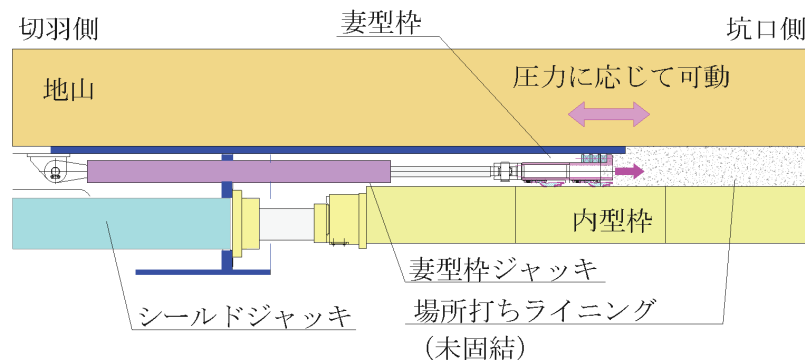 切羽側
妻型枠
坑口側
地山
圧力に応じて可動
内型枠
妻型枠ジャッキ
シールドジャッキ
場所打ちライニング
（未固結）